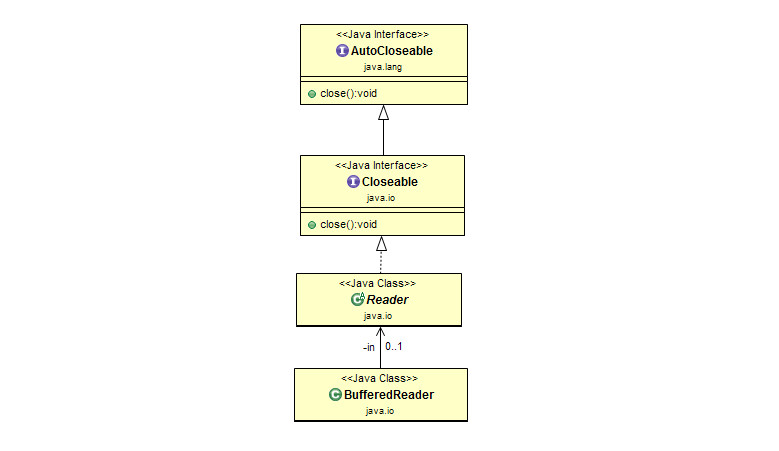 <<Java Interface>>
I AutoCloseable
java.lang
close():void
<<Java Interface>>
I Closeable
java.io
close():void
<<Java Class>>
C A Reader
java.io
-in 0..1
<<Java Class>>
C BufferedReader
java.io